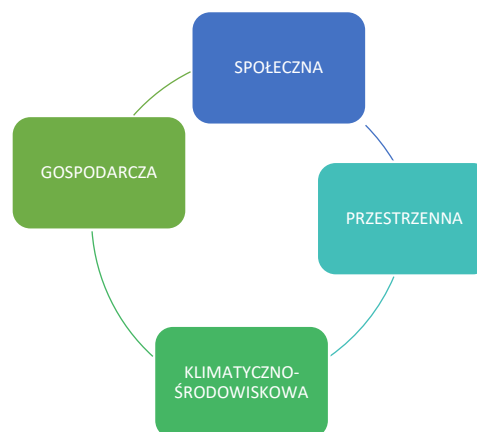 SPOŁECZNA
GOSPODARCZA
PRZESTRZENNA
KLIMATYCZNO-
ŚRODOWISKOWA